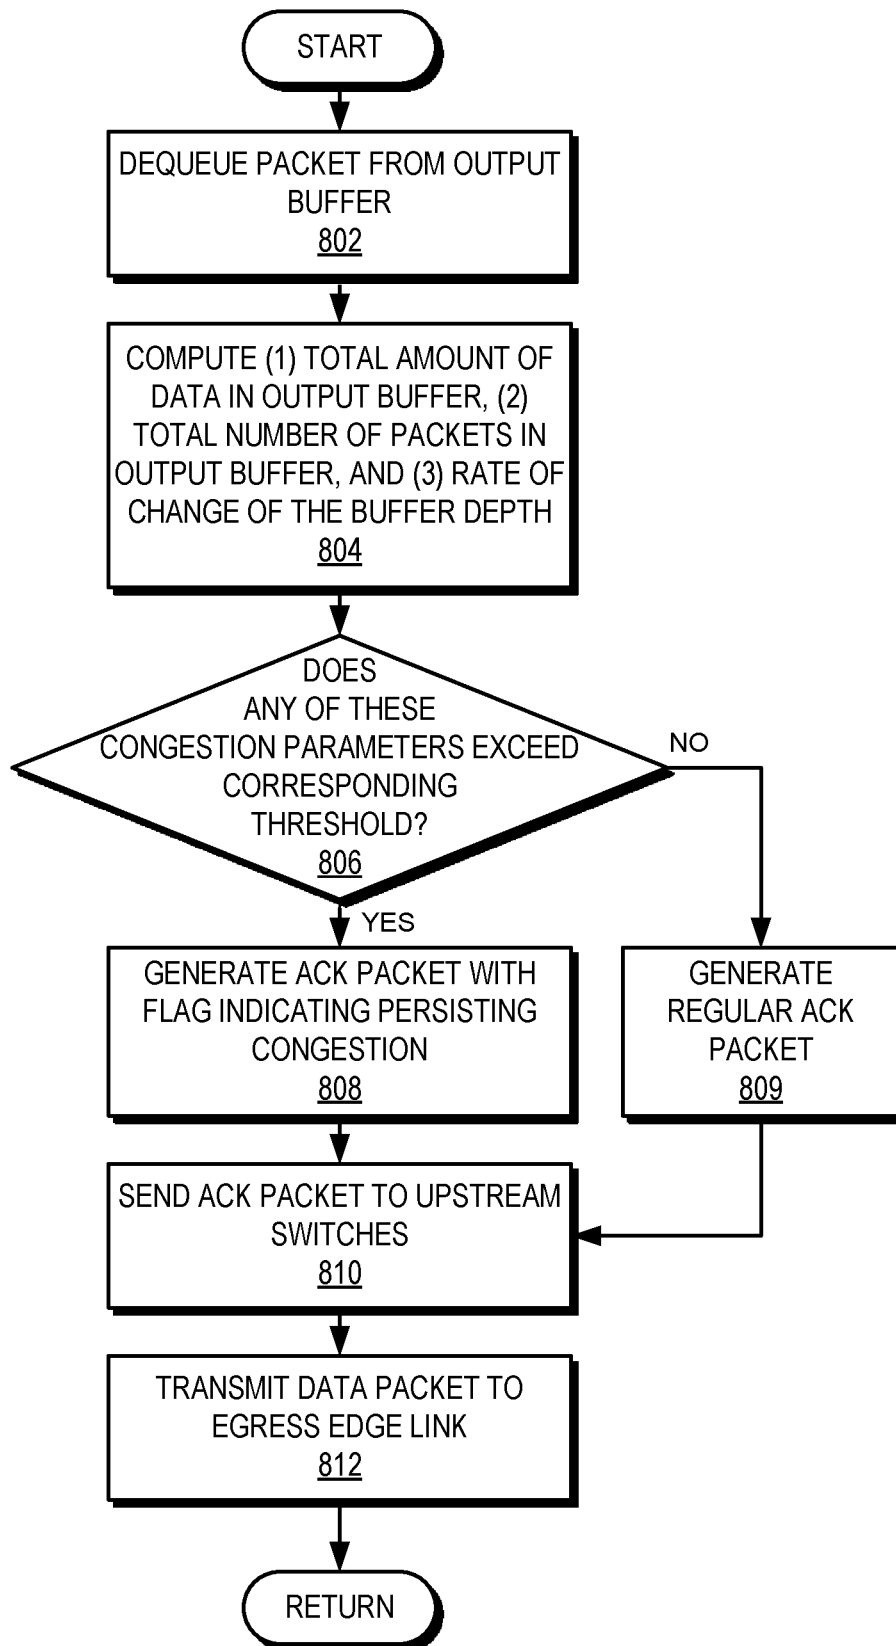 START
DEQUEUE PACKET FROM OUTPUT
BUFFER
802
COMPUTE (1) TOTAL AMOUNT OF
DATA IN OUTPUT BUFFER, (2)
TOTAL NUMBER OF PACKETS IN
OUTPUT BUFFER, AND (3) RATE OF
CHANGE OF THE BUFFER DEPTH
804
DOES
ANY OF THESE
CONGESTION PARAMETERS EXCEED
CORRESPONDING
THRESHOLD?
806
NO
YES
GENERATE ACK PACKET WITH
FLAG INDICATING PERSISTING
CONGESTION
808
GENERATE
REGULAR ACK
PACKET
809
SEND ACK PACKET TO UPSTREAM
SWITCHES
810
TRANSMIT DATA PACKET TO
EGRESS EDGE LINK
812
RETURN